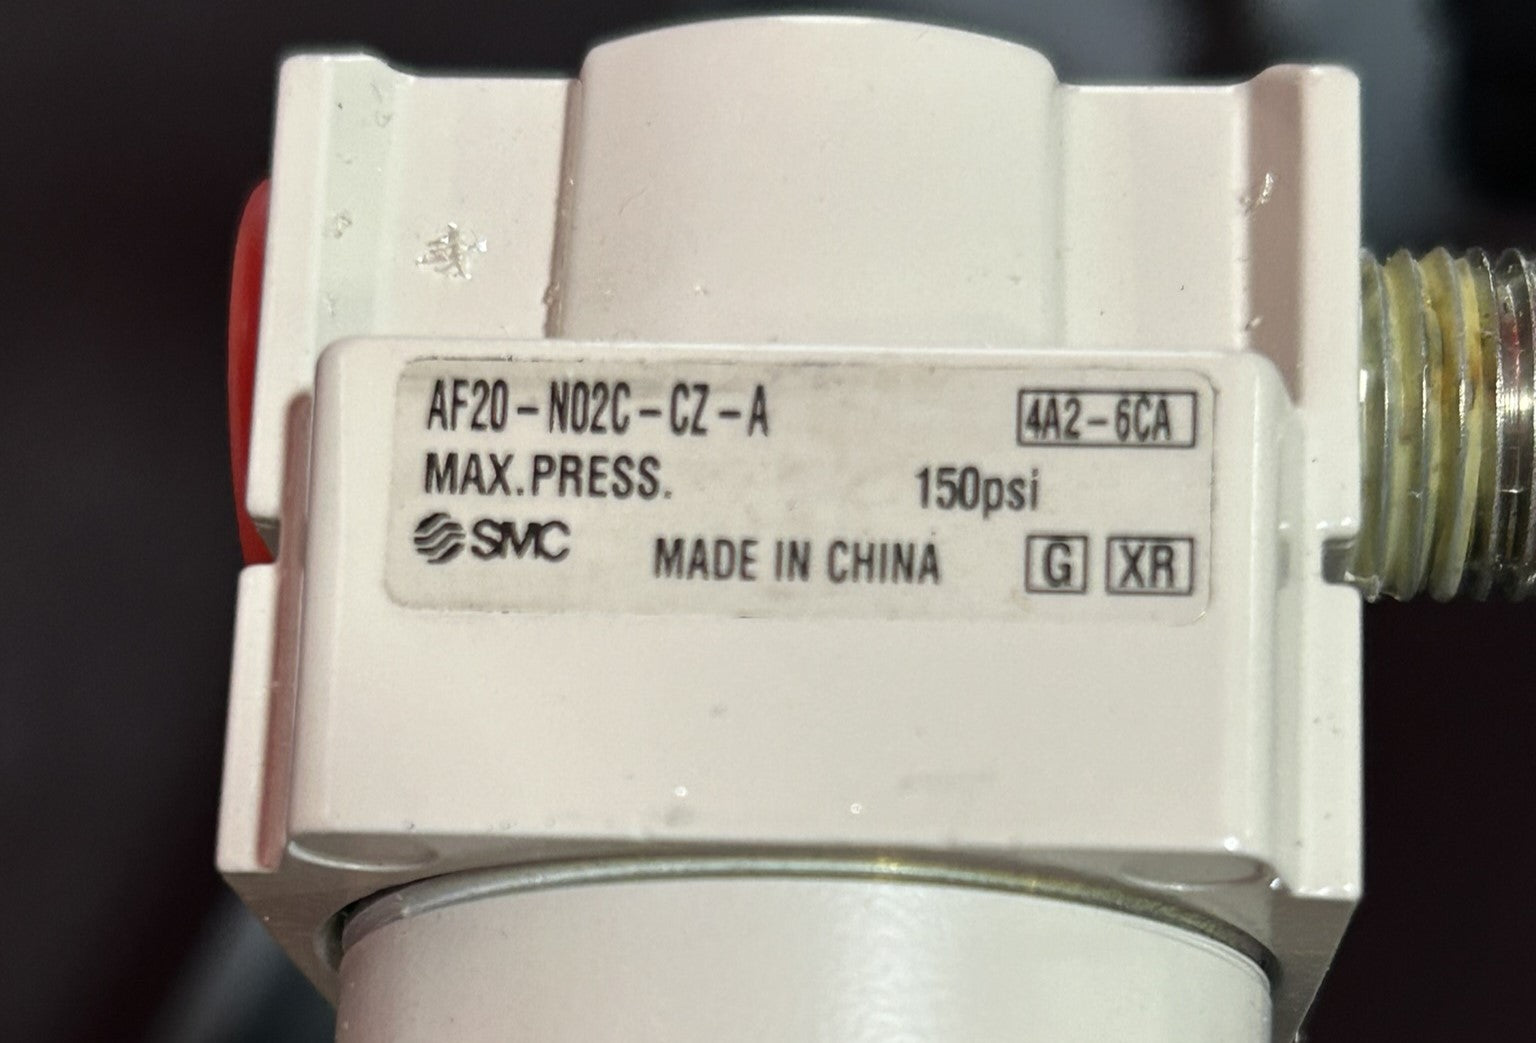 AF20-N02C-CZ-A 4A2-6CA
MAX.PRESS. 150psi
SMC MADE IN CHINA G XR